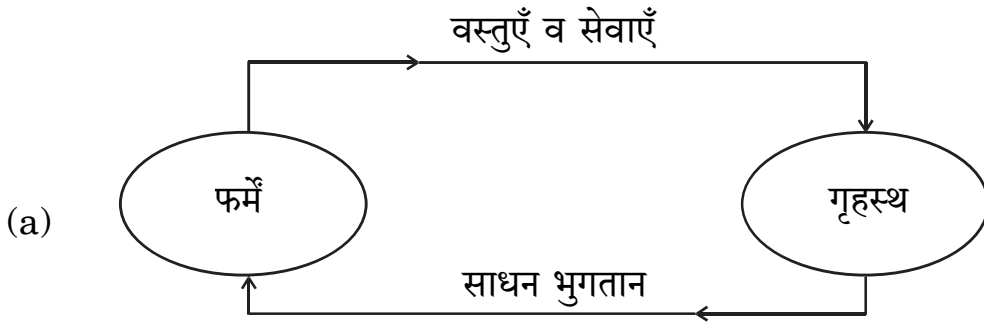 वस्तुएँ व सेवाएँ
फर्में
गृहस्थ
(a)
साधन भुगतान